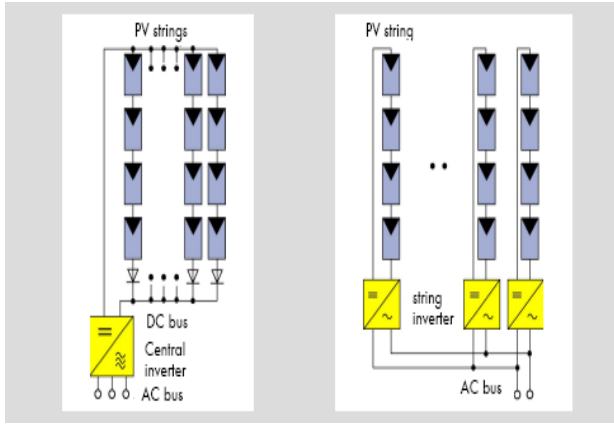 PV strings
DC bus
Central
inverter
AC bus
PV string
string
inverter
AC bus